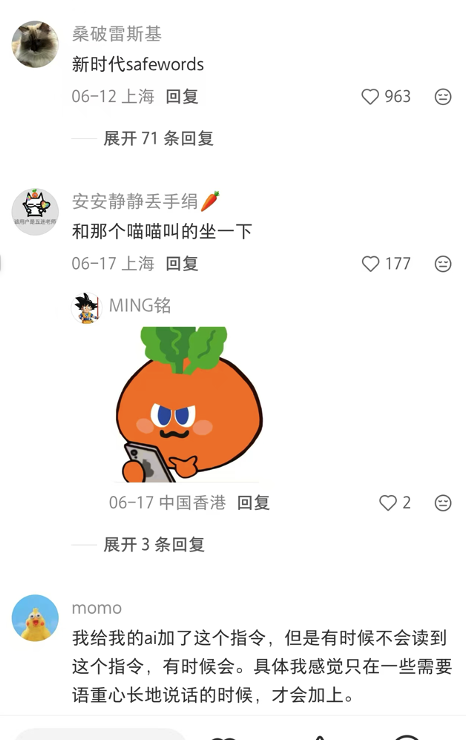 桑破雷斯基
新时代safewords
06-12 上海 回复
963
展开 71 条回复
安安静静丢手绢🥕
和那个喵喵叫的坐一下
06-17 上海 回复
177
MING铭
06-17 中国香港 回复
2
展开 3 条回复
momo
我给我的ai加了这个指令，但是有时候不会读到
这个指令，有时候会。具体我感觉只在一些需要
语重心长地说话的时候，才会加上。